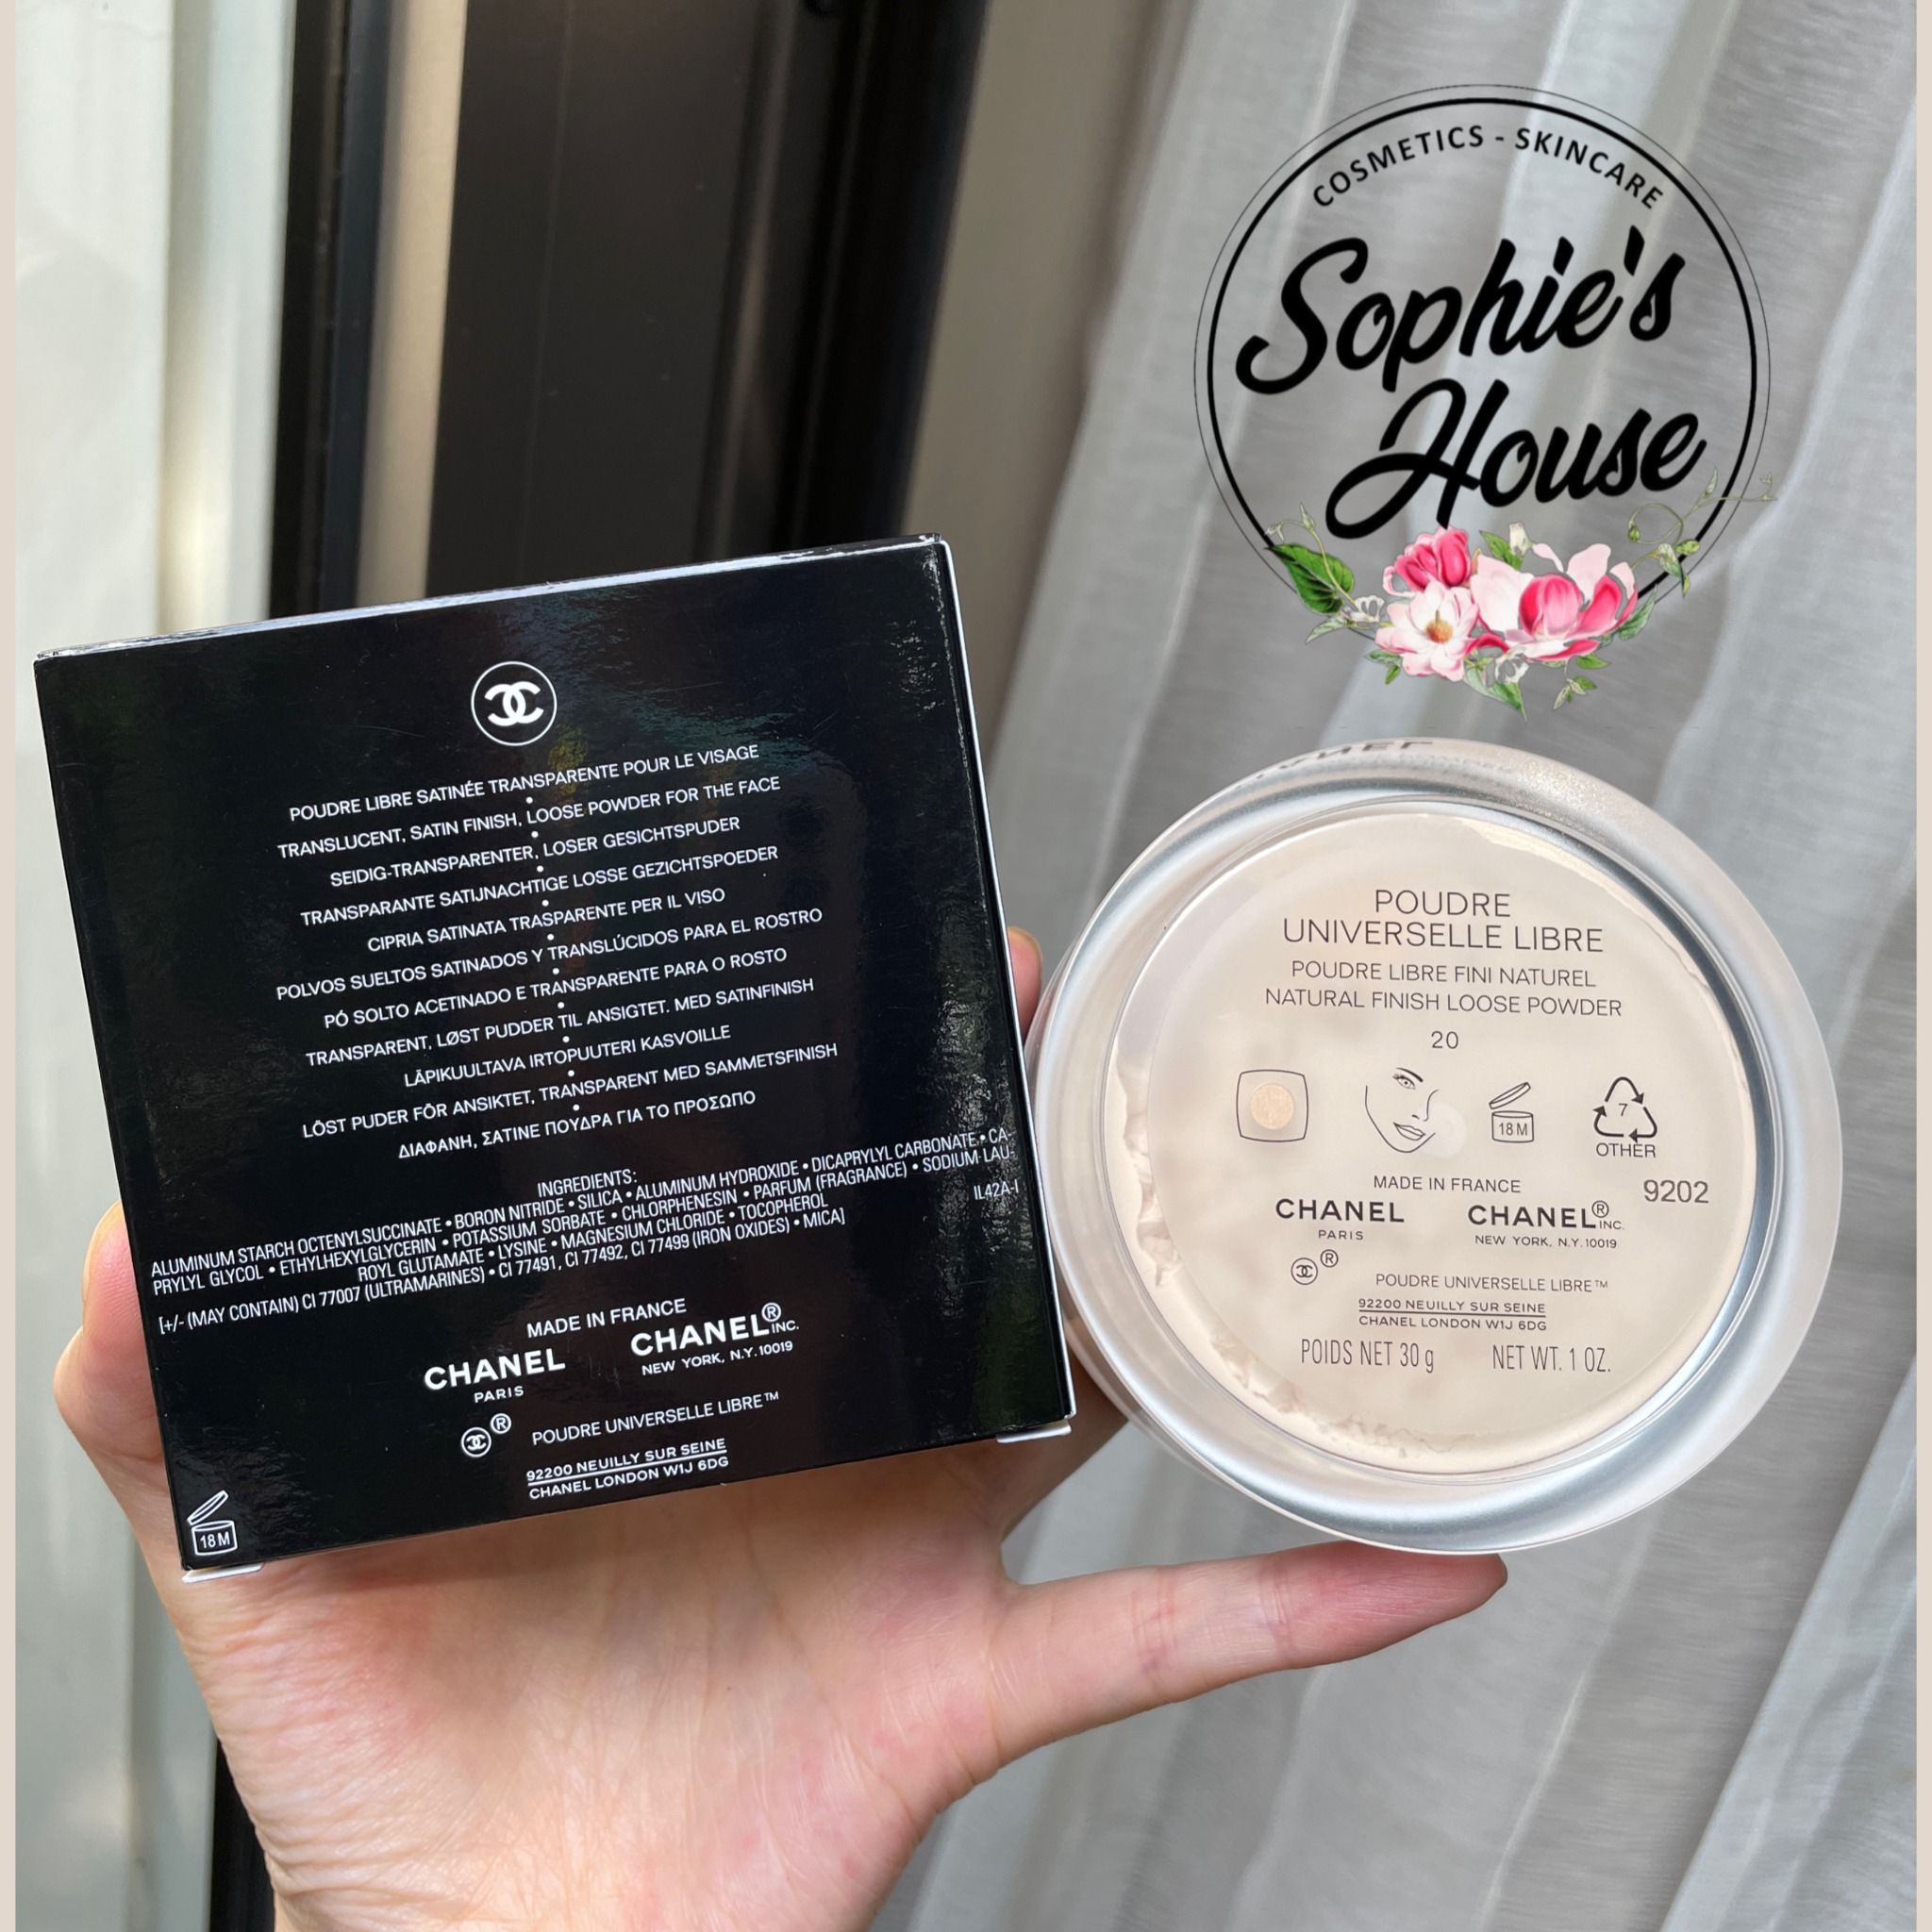 COSMETICS - SKINCARE
Sophie's
House
POUDRE LIBRE SATINÉE TRANSPARENTE POUR LE VISAGE
•
TRANSLUCENT, SATIN FINISH, LOOSE POWDER FOR THE FACE
•
SEIDIG-TRANSPARENTER, LOSER GESICHTSPUDER
•
TRANSPARANTE SATIJNACHTIGE LOSSE GEZICHTSPOEDER
•
CIPRIA SATINATA TRASPARENTE PER IL VISO
•
POLVOS SUELTOS SATINADOS Y TRANSLÚCIDOS PARA EL ROSTRO
•
PÓ SOLTO ACETINADO E TRANSPARENTE PARA O ROSTO
•
TRANSPARENT, LØST PUDDER TIL ANSIGTET. MED SATINFINISH
•
LÄPIKUULTAVA IRTOPUUTERI KASVOILLE
•
LÖST PUDER FÖR ANSIKTET, TRANSPARENT MED SAMMETSFINISH
•
ΔΙΑΦΑΝΗ, ΣΑΤΙΝΕ ΠΟΥΔΡΑ ΓΙΑ ΤΟ ΠΡΟΣΩΠΟ
INGREDIENTS:
ALUMINUM STARCH OCTENYLSUCCINATE • BORON NITRIDE • SILICA • ALUMINUM HYDROXIDE • DICAPRYLYL CARBONATE • CA-
PRYLYL GLYCOL • ETHYLHEXYLGLYCERIN • POTASSIUM SORBATE • CHLORPHENESIN • PARFUM (FRAGRANCE) • SODIUM LAU-
ROYL GLUTAMATE • LYSINE • MAGNESIUM CHLORIDE • TOCOPHEROL
IL42A-I
[+/- (MAY CONTAIN) CI 77007 (ULTRAMARINES) • CI 77491, CI 77492, CI 77499 (IRON OXIDES) • MICA]
MADE IN FRANCE
CHANEL CHANEL® INC.
PARIS NEW YORK, N.Y. 10019
® POUDRE UNIVERSELLE LIBRE™
92200 NEUILLY SUR SEINE
CHANEL LONDON W1J 6DG
18 M
POUDRE
UNIVERSELLE LIBRE
POUDRE LIBRE FINI NATUREL
NATURAL FINISH LOOSE POWDER
20
18 M
7
OTHER
MADE IN FRANCE
9202
CHANEL CHANEL® INC.
PARIS NEW YORK, N.Y. 10019
®
POUDRE UNIVERSELLE LIBRE™
92200 NEUILLY SUR SEINE
CHANEL LONDON W1J 6DG
POIDS NET 30 g NET WT. 1 OZ.